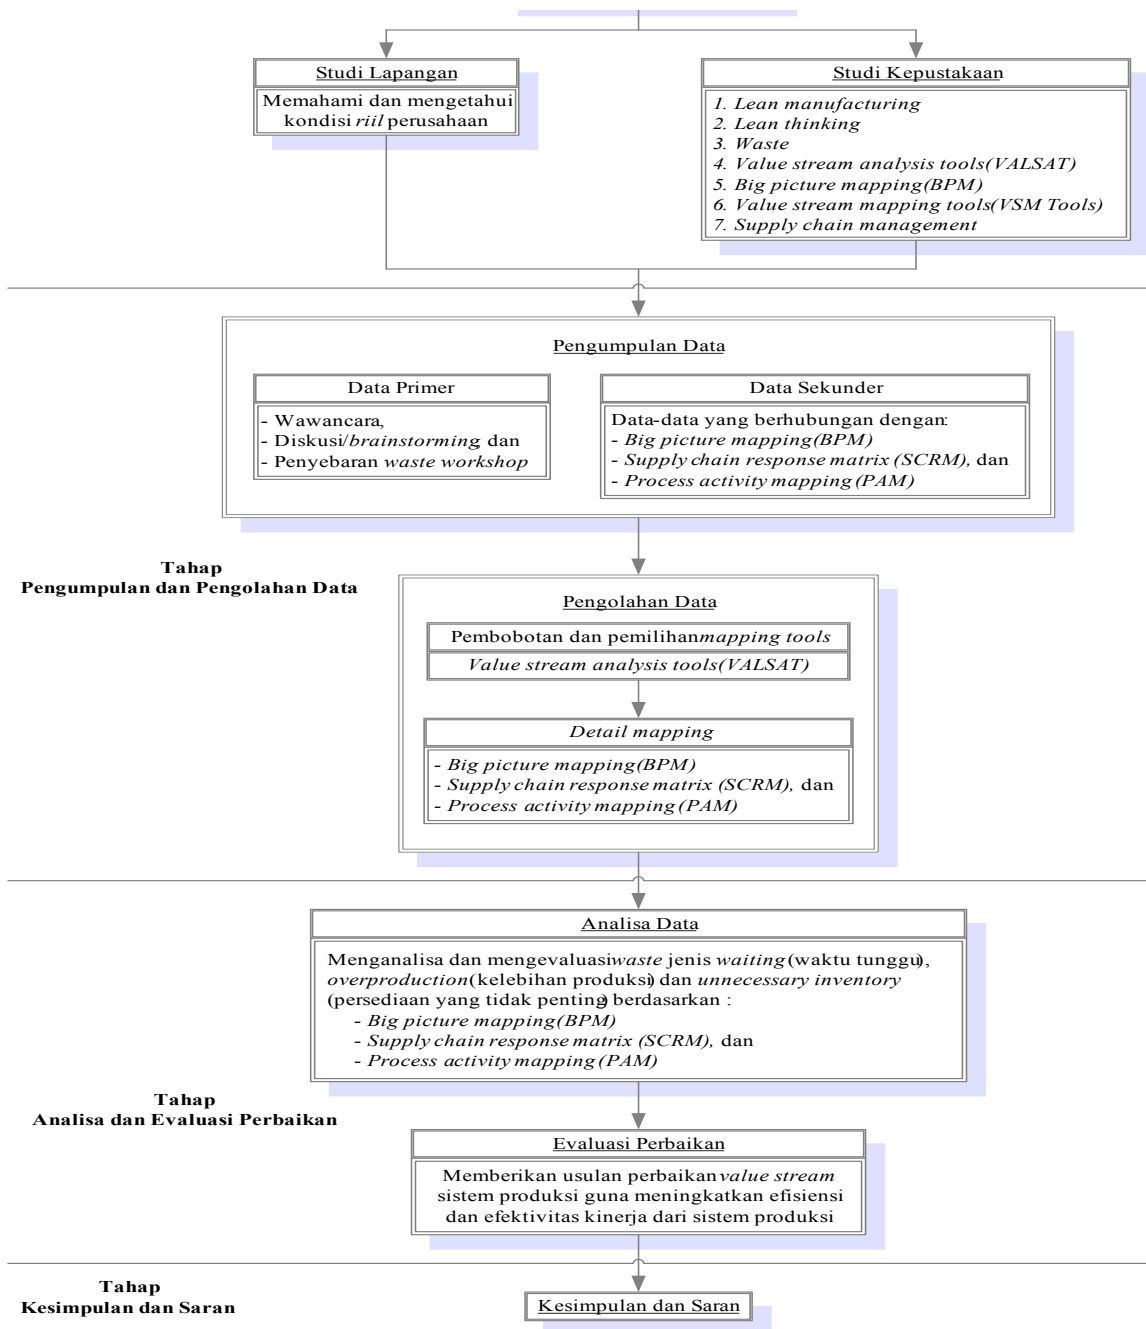 Studi Lapangan
Memahami dan mengetahui
kondisi riil perusahaan
Studi Kepustakaan
1. Lean manufacturing
2. Lean thinking
3. Waste
4. Value stream analysis tools(VALSAT)
5. Big picture mapping(BPM)
6. Value stream mapping tools(VSM Tools)
7. Supply chain management
Pengumpulan Data
Data Primer
- Wawancara,
- Diskusi/brainstorming, dan
- Penyebaran waste workshop
Data Sekunder
Data-data yang berhubungan dengan:
- Big picture mapping(BPM)
- Supply chain response matrix (SCRM), dan
- Process activity mapping (PAM)
Tahap
Pengumpulan dan Pengolahan Data
Pengolahan Data
Pembobotan dan pemilihan mapping tools
Value stream analysis tools(VALSAT)
Detail mapping
- Big picture mapping(BPM)
- Supply chain response matrix (SCRM), dan
- Process activity mapping (PAM)
Analisa Data
Menganalisa dan mengevaluasi waste jenis waiting (waktu tunggu),
overproduction (kelebihan produksi) dan unnecessary inventory
(persediaan yang tidak penting) berdasarkan :
- Big picture mapping(BPM)
- Supply chain response matrix (SCRM), dan
- Process activity mapping (PAM)
Tahap
Analisa dan Evaluasi Perbaikan
Evaluasi Perbaikan
Memberikan usulan perbaikan value stream
sistem produksi guna meningkatkan efisiensi
dan efektivitas kinerja dari sistem produksi
Tahap
Kesimpulan dan Saran
Kesimpulan dan Saran